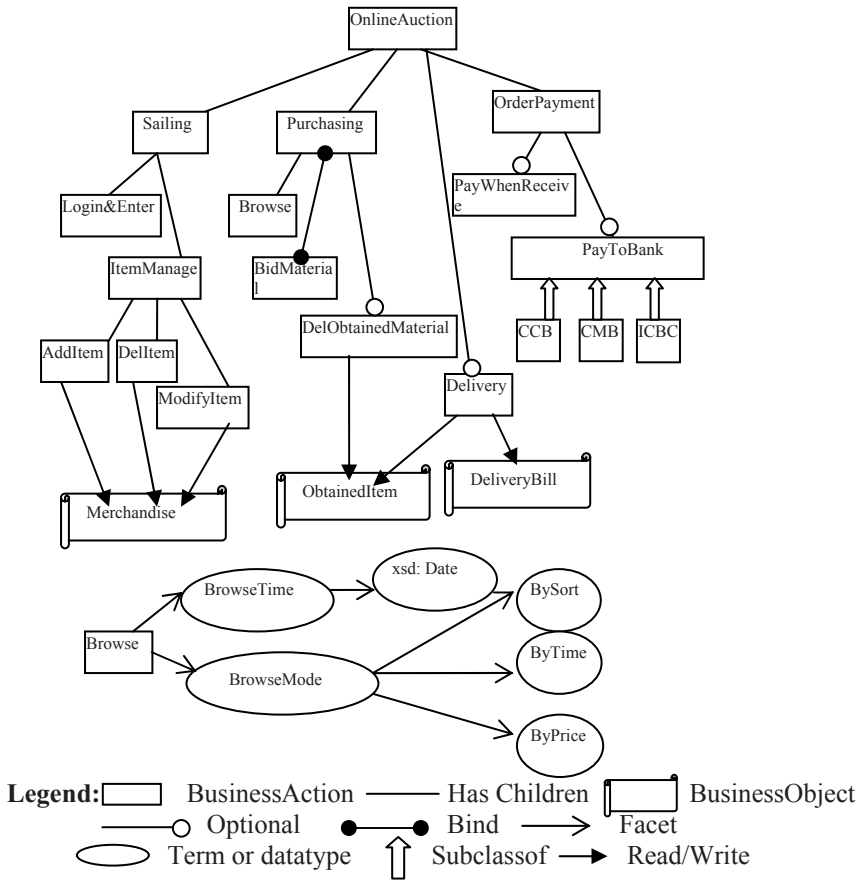 OnlineAuction
OrderPayment
Sailing
Purchasing
PayWhenReceiv
e
Login&Enter
Browse
PayToBank
ItemManage
BidMateria
l
DelObtainedMaterial
CCB
CMB
ICBC
AddItem
DelItem
Delivery
ModifyItem
Merchandise
ObtainedItem
DeliveryBill
xsd: Date
BrowseTime
BySort
Browse
ByTime
BrowseMode
ByPrice
Legend: BusinessAction Has Children BusinessObject
Optional Bind Facet
Term or datatype Subclassof Read/Write